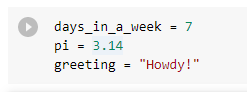 days_in_a_week = 7
pi = 3.14
greeting = "Howdy!"